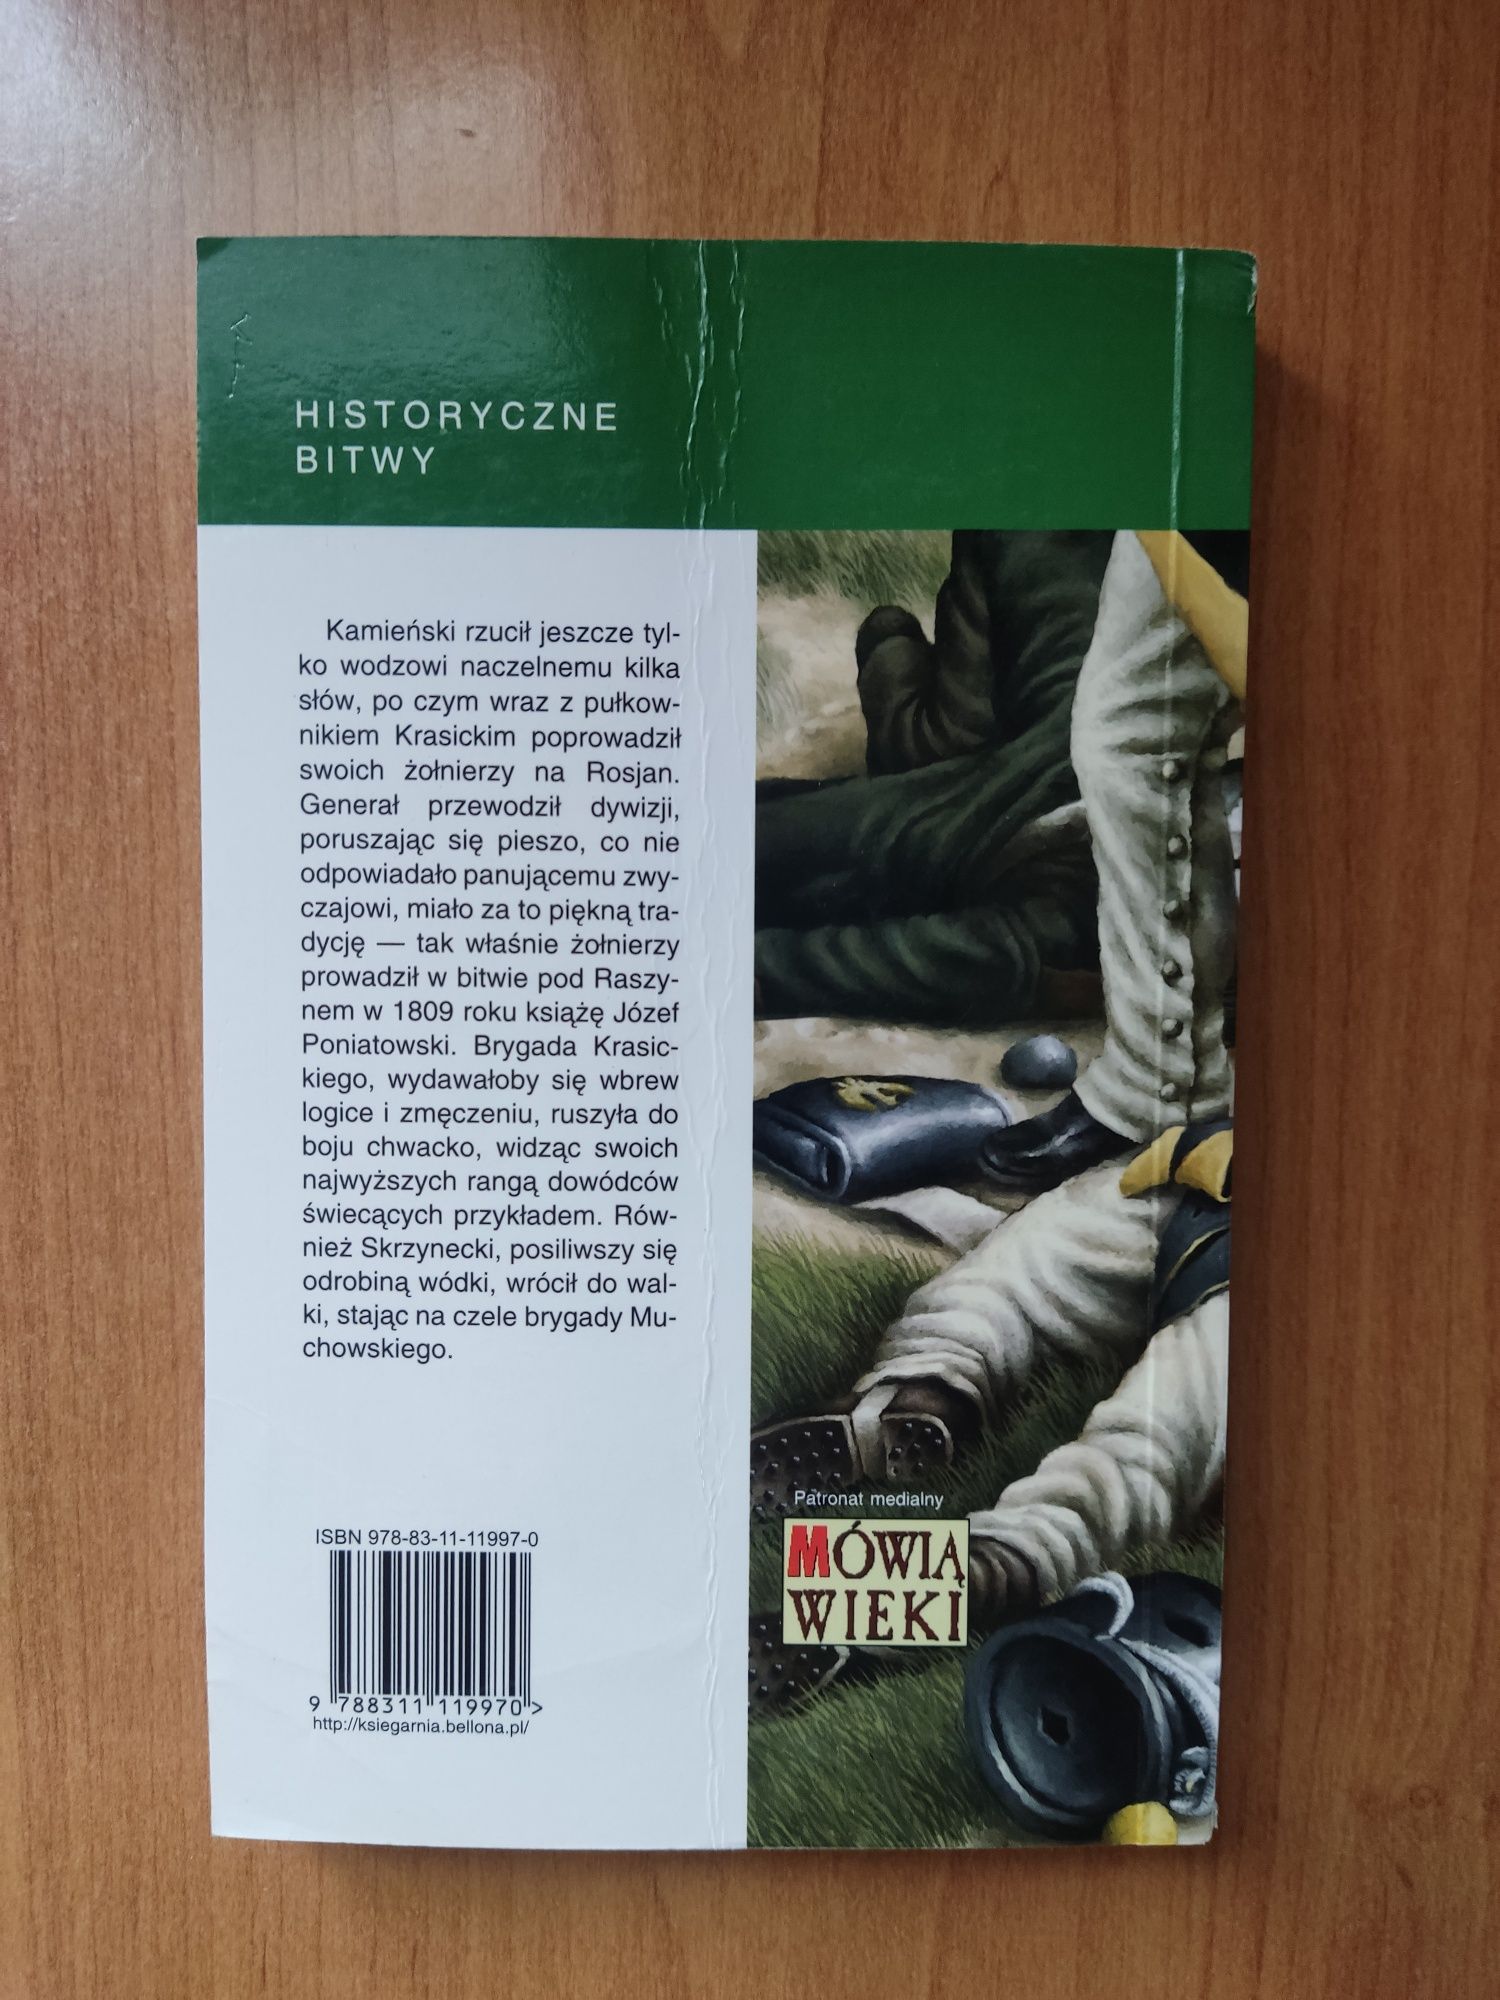 HISTORYCZNE
BITWY
Kamieński rzucił jeszcze tyl-
ko wodzowi naczelnemu kilka
słów, po czym wraz z pułkow-
nikiem Krasickim poprowadził
swoich żołnierzy na Rosjan.
Generał przewodził dywizji,
poruszając się pieszo, co nie
odpowiadało panującemu zwy-
czajowi, miało za to piękną tra-
dycję — tak właśnie żołnierzy
prowadził w bitwie pod Raszy-
nem w 1809 roku książę Józef
Poniatowski. Brygada Krasic-
kiego, wydawałoby się wbrew
logice i zmęczeniu, ruszyła do
boju chwacko, widząc swoich
najwyższych rangą dowódców
świecących przykładem. Rów-
nież Skrzynecki, posiliwszy się
odrobiną wódki, wrócił do wal-
ki, stając na czele brygady Mu-
chowskiego.
Patronat medialny
MÓWIĄ
WIEKI
ISBN 978-83-11-11997-0
9 788311 119970 >
http://ksiegarnia.bellona.pl/